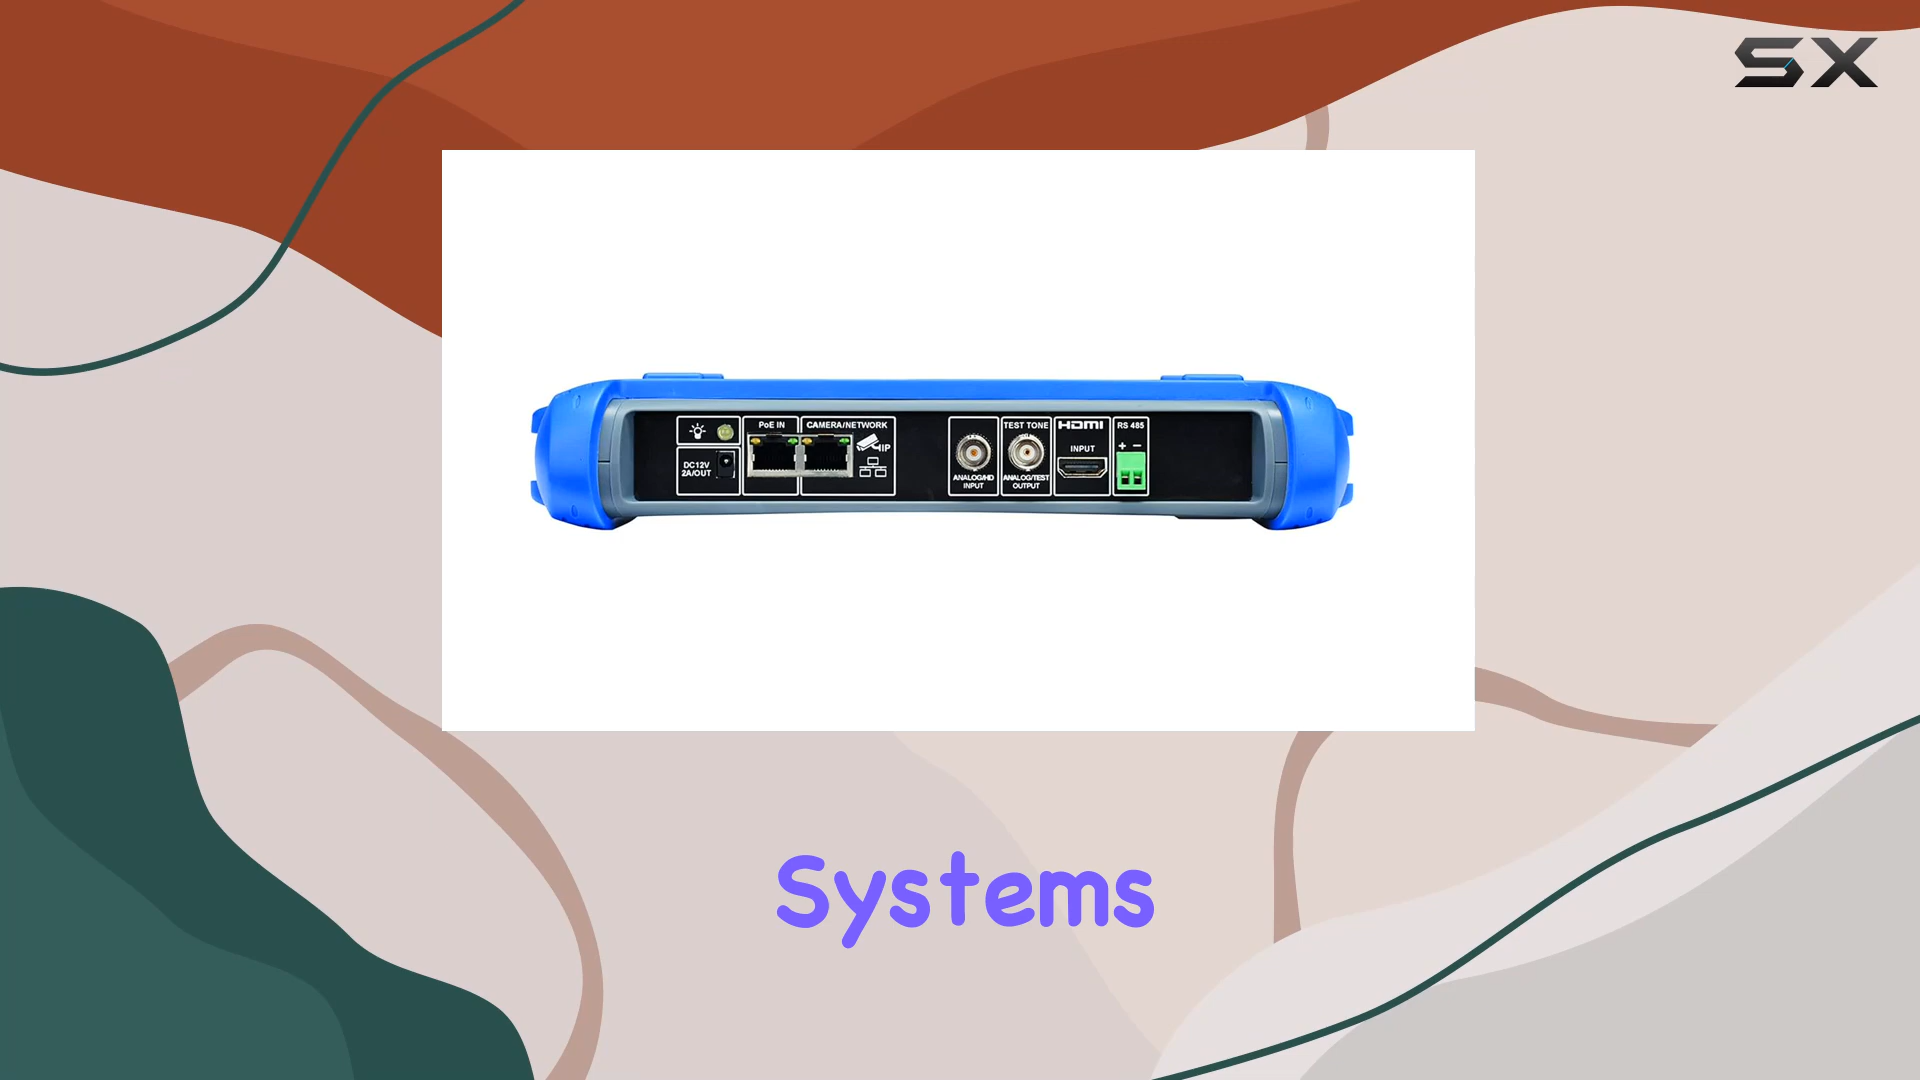 SX
PoE IN
CAMERA/NETWORK
IP
DC12V
2A/OUT
ANALOG/HD
INPUT
TEST TONE
ANALOG/TEST
OUTPUT
HDMI
INPUT
RS 485
+ −
Systems